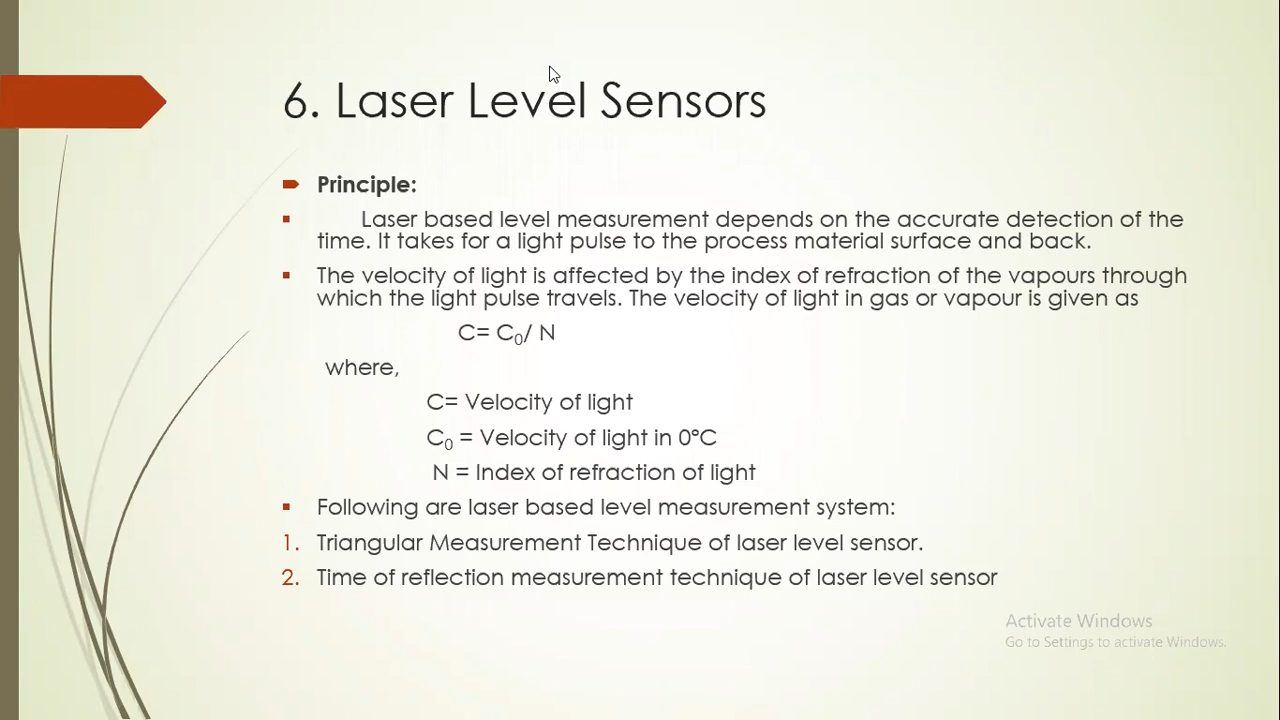 6. Laser Level Sensors
Principle:
Laser based level measurement depends on the accurate detection of the
time. It takes for a light pulse to the process material surface and back.
The velocity of light is affected by the index of refraction of the vapours through
which the light pulse travels. The velocity of light in gas or vapour is given as
C= C₀/ N
where,
C= Velocity of light
C₀ = Velocity of light in 0°C
N = Index of refraction of light
Following are laser based level measurement system:
1. Triangular Measurement Technique of laser level sensor.
2. Time of reflection measurement technique of laser level sensor
Activate Windows
Go to Settings to activate Windows.